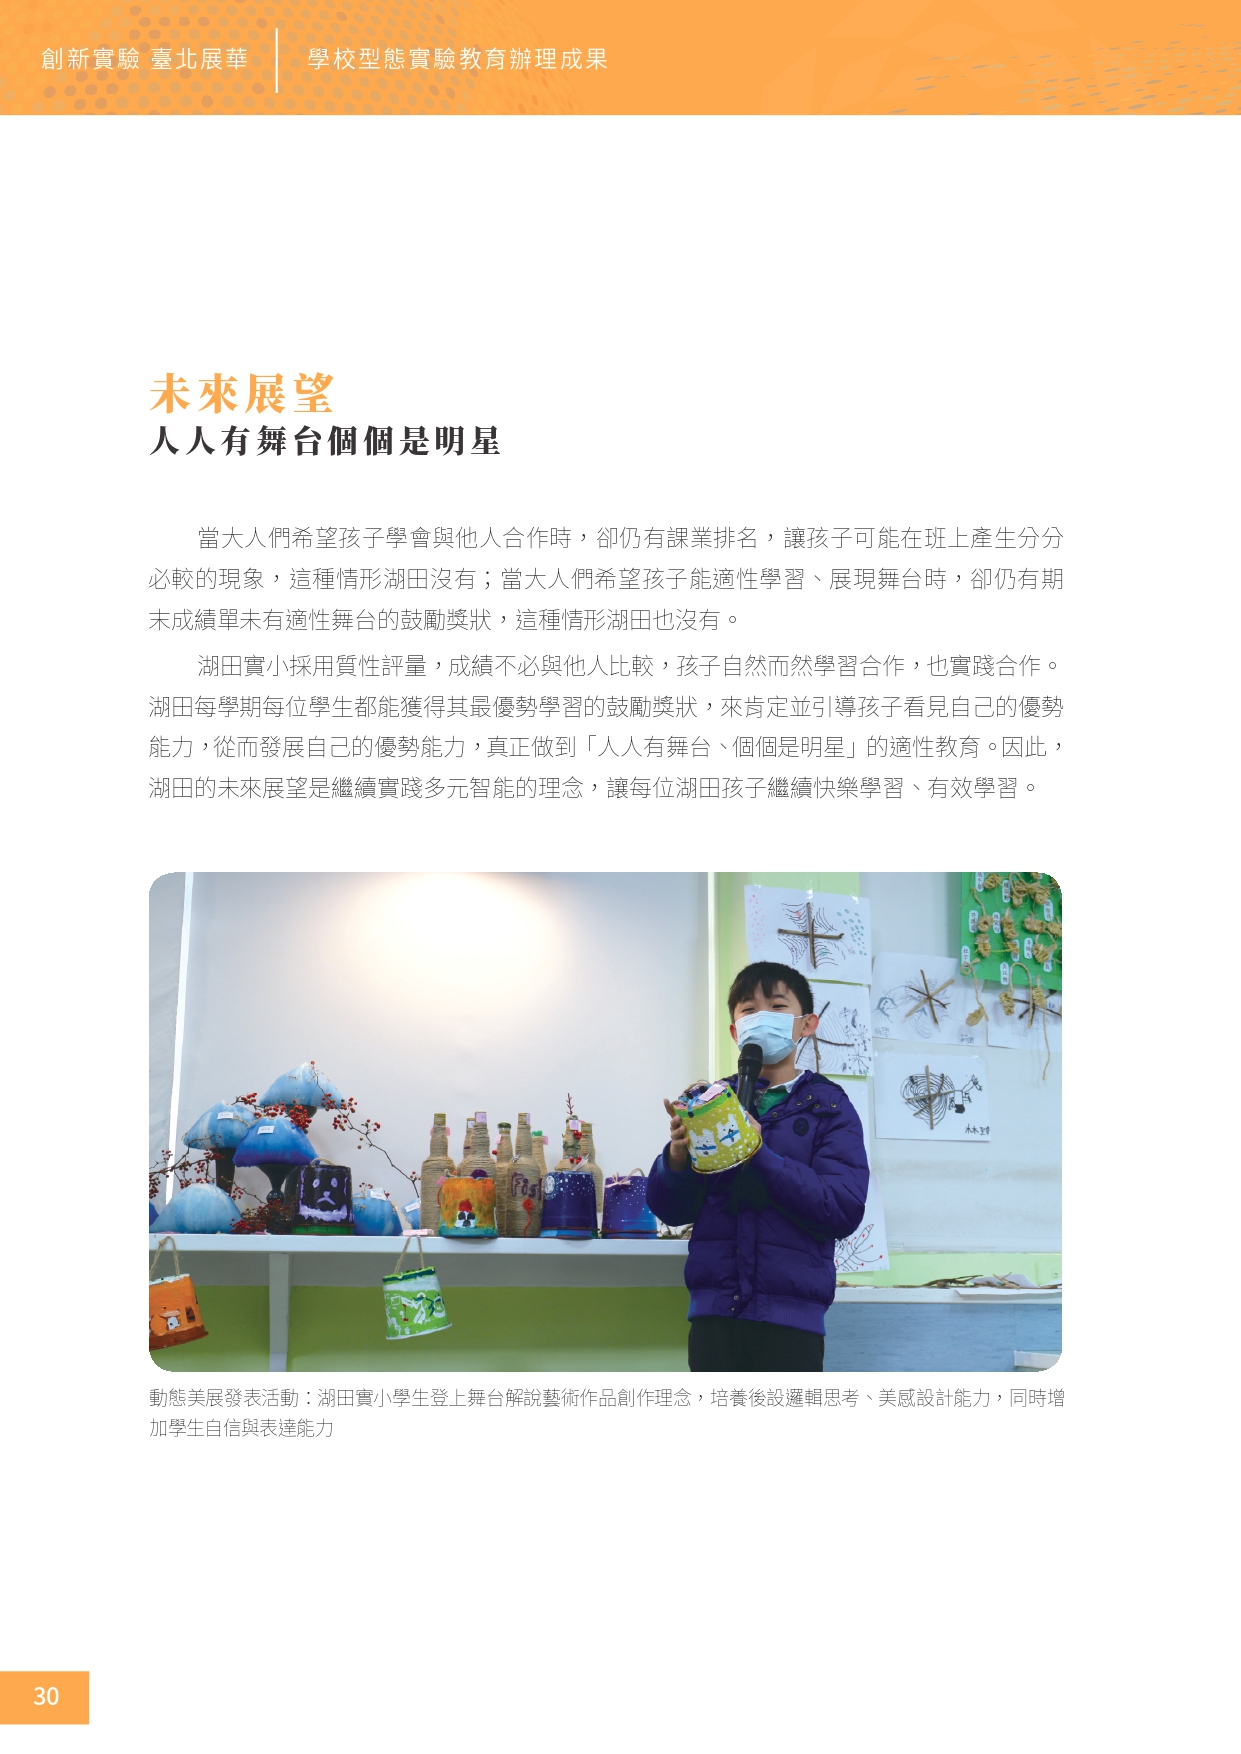 創新實驗 臺北展華
學校型態實驗教育辦理成果
未來展望
人人有舞台個個是明星
當大人們希望孩子學會與他人合作時，卻仍有課業排名，讓孩子可能在班上產生分分
必較的現象，這種情形湖田沒有；當大人們希望孩子能適性學習、展現舞台時，卻仍有期
末成績單未有適性舞台的鼓勵獎狀，這種情形湖田也沒有。
湖田實小採用質性評量，成績不必與他人比較，孩子自然而然學習合作，也實踐合作。
湖田每學期每位學生都能獲得其最優勢學習的鼓勵獎狀，來肯定並引導孩子看見自己的優勢
能力，從而發展自己的優勢能力，真正做到「人人有舞台、個個是明星」的適性教育。因此，
湖田的未來展望是繼續實踐多元智能的理念，讓每位湖田孩子繼續快樂學習、有效學習。
動態美展發表活動：湖田實小學生登上舞台解說藝術作品創作理念，培養後設邏輯思考、美感設計能力，同時增
加學生自信與表達能力
30